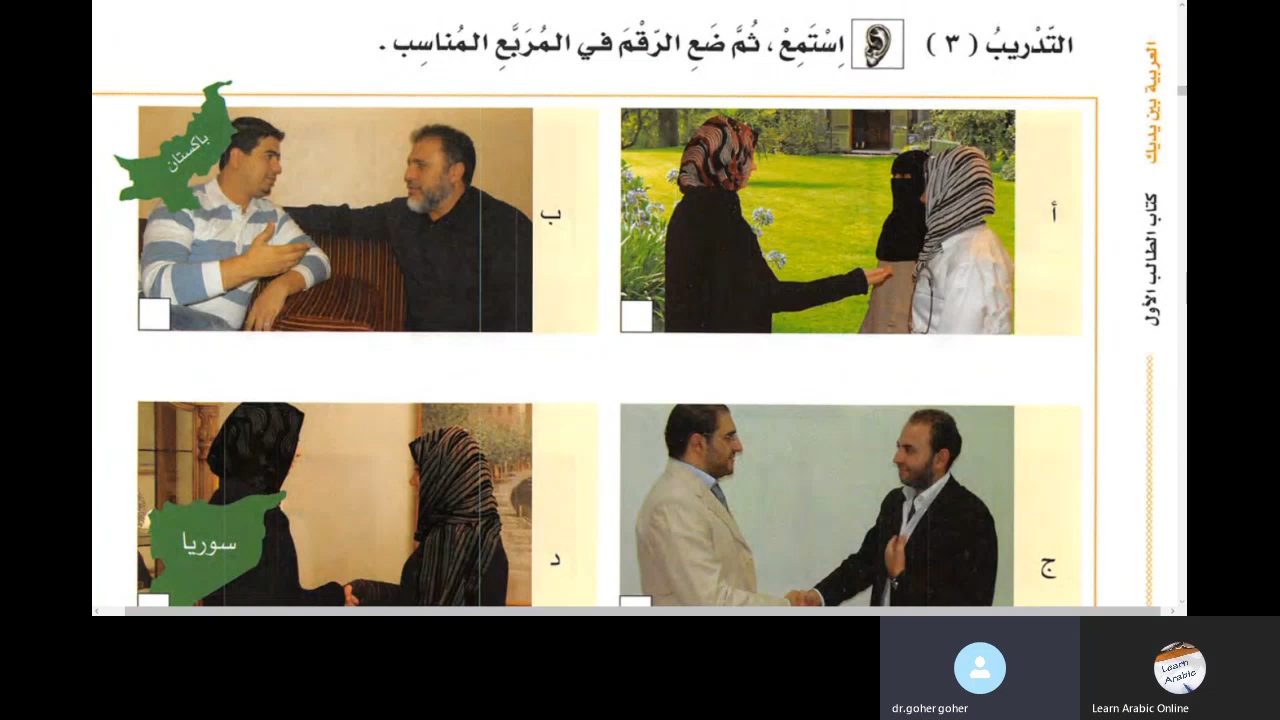 التَّدْريبُ ( ٣ ) اِسْتَمِعْ ، ثُمَّ ضَعِ الرَّقْمَ في المُرَبَّعِ المُناسِبِ .
العربية بين يديك
كتاب الطالب الأول
أ
ب
باكستان
ج
د
سوريا
dr.goher goher
Learn Arabic Online
Learn
Arabic